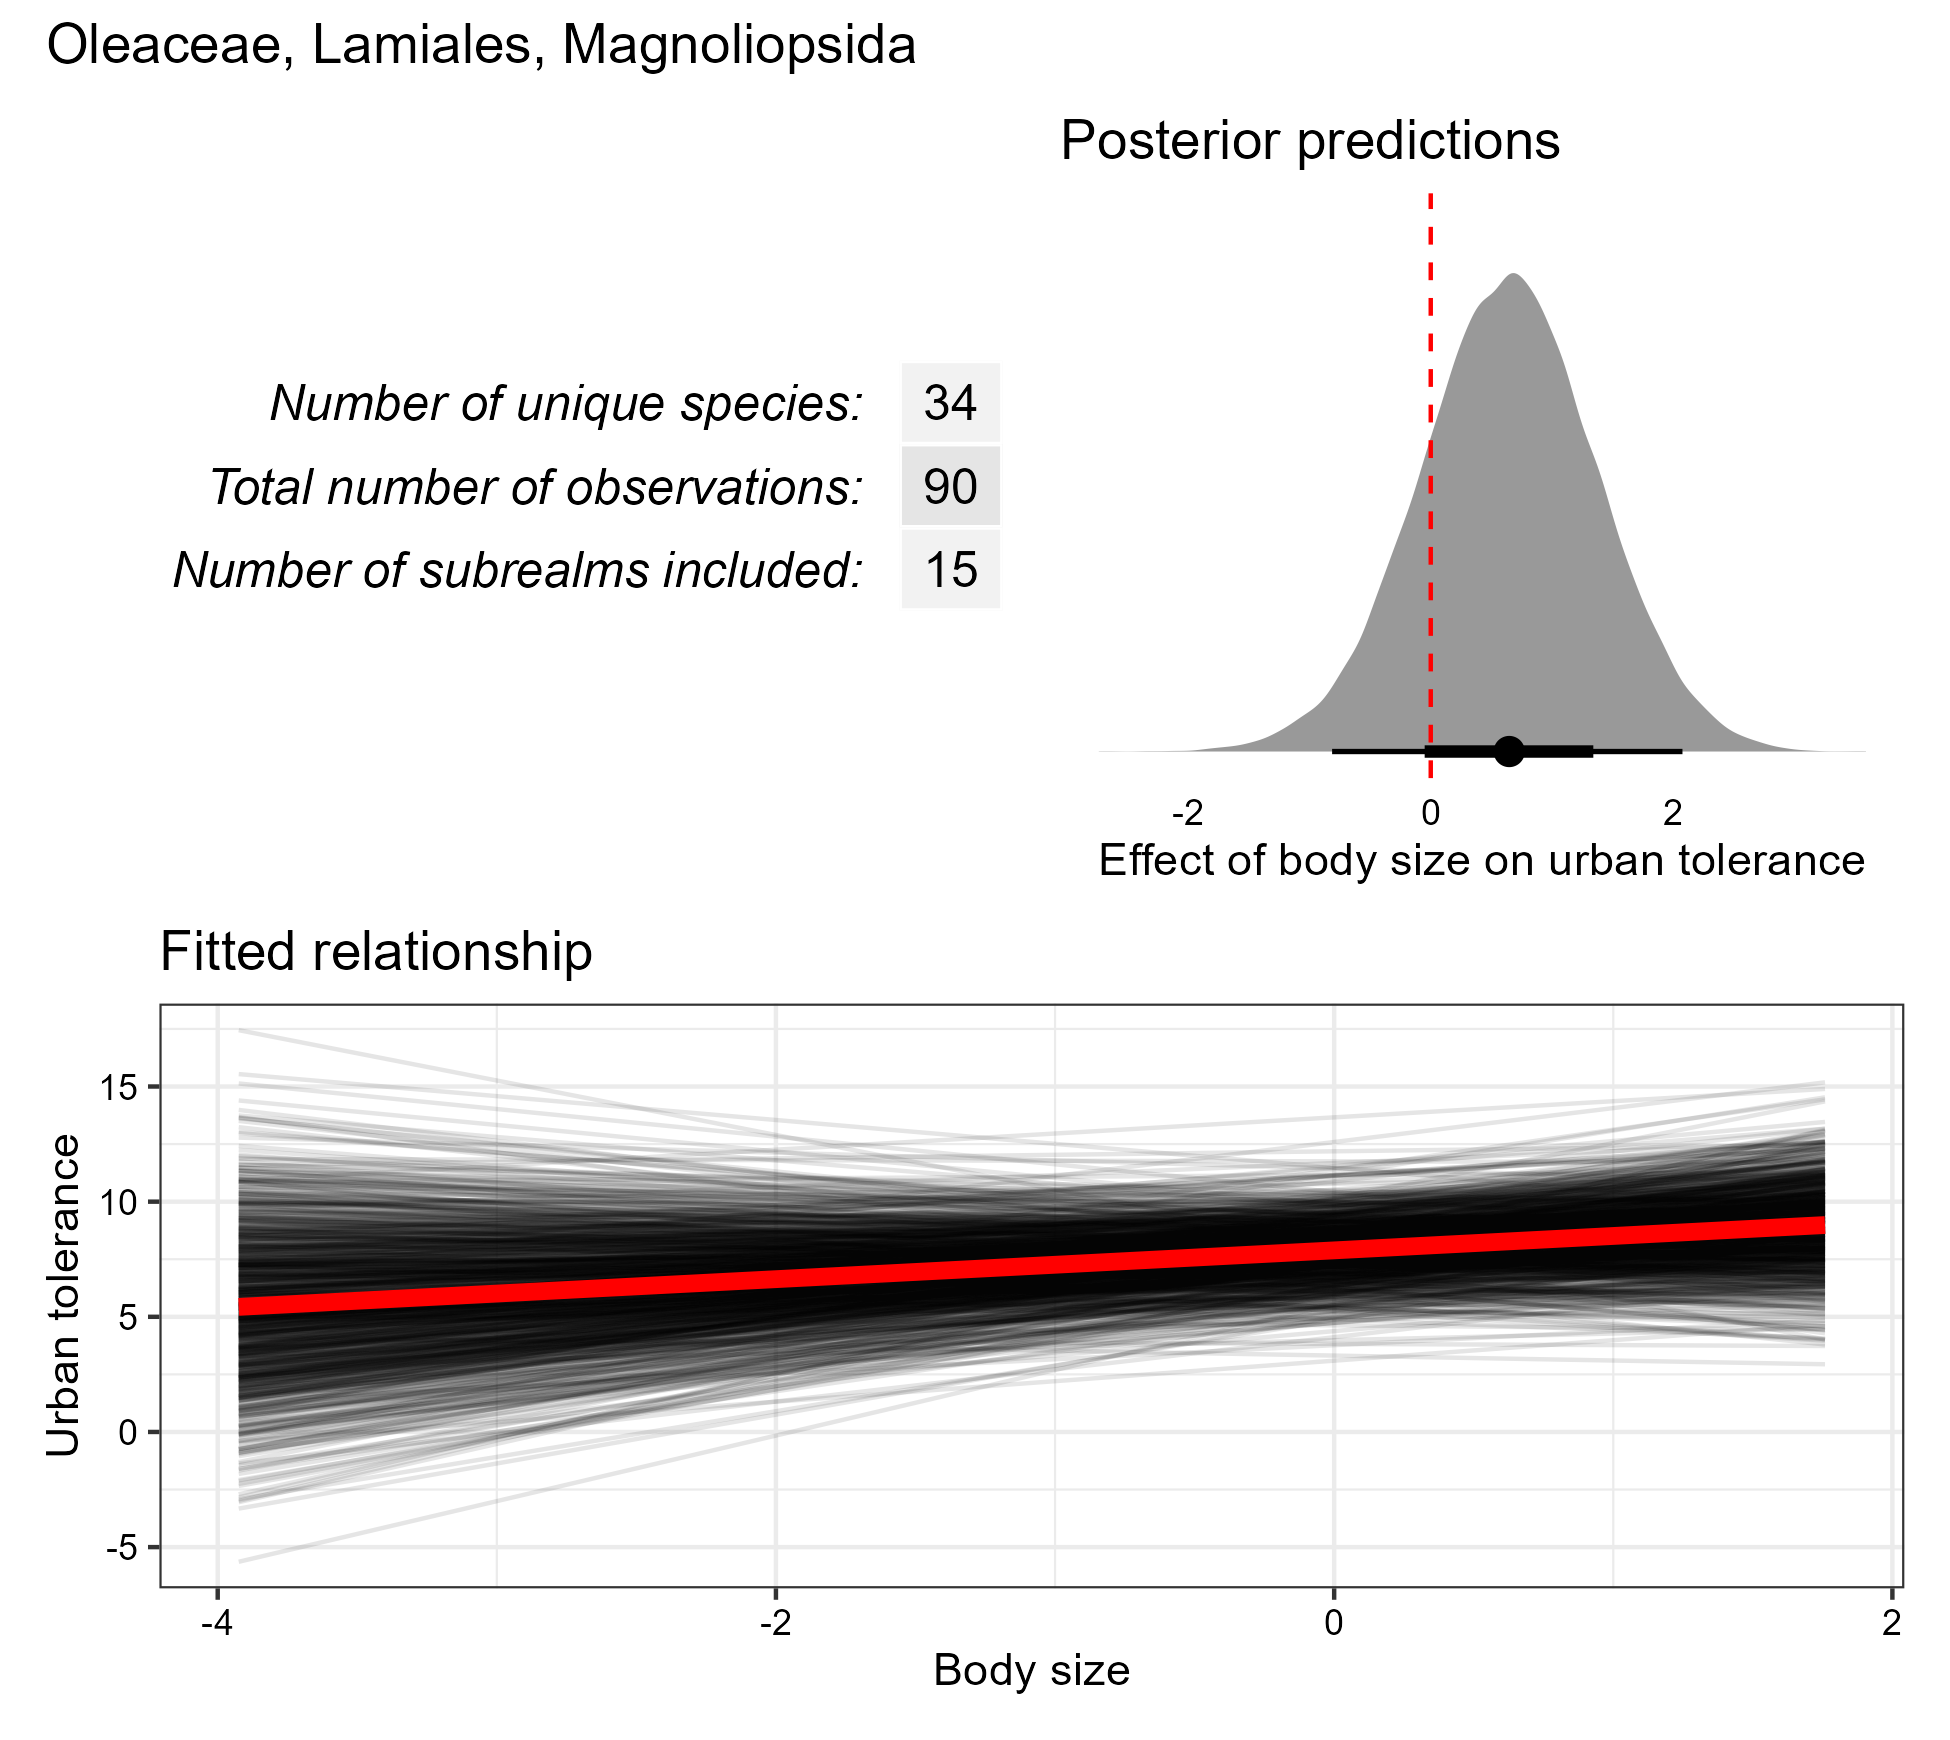 Oleaceae, Lamiales, Magnoliopsida
Number of unique species: 34
Total number of observations: 90
Number of subrealms included: 15
Posterior predictions
-2 0 2
Effect of body size on urban tolerance
Fitted relationship
Urban tolerance
15
10
5
0
-5
-4 -2 0 2
Body size